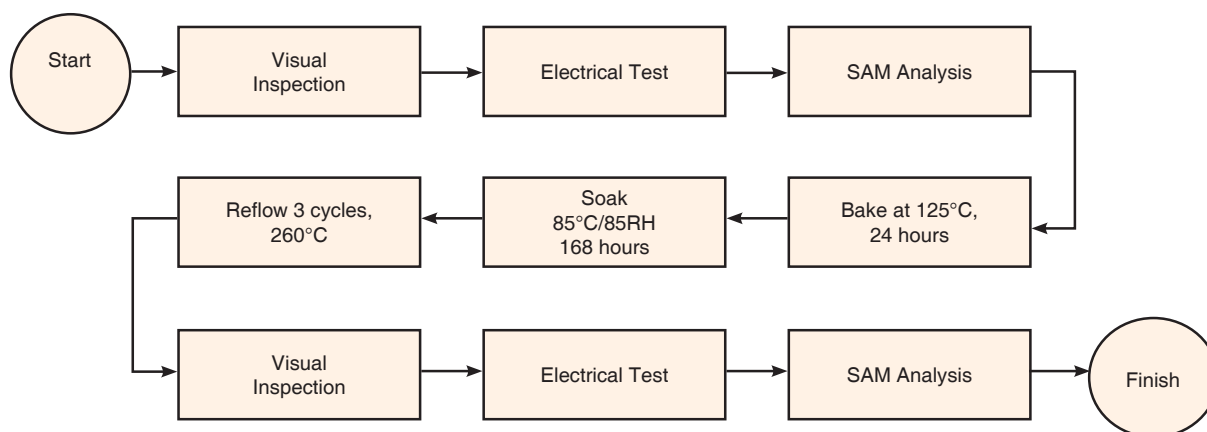 Start
Visual
Inspection
Electrical Test
SAM Analysis
Bake at 125°C,
24 hours
Soak
85°C/85RH
168 hours
Reflow 3 cycles,
260°C
Visual
Inspection
Electrical Test
SAM Analysis
Finish